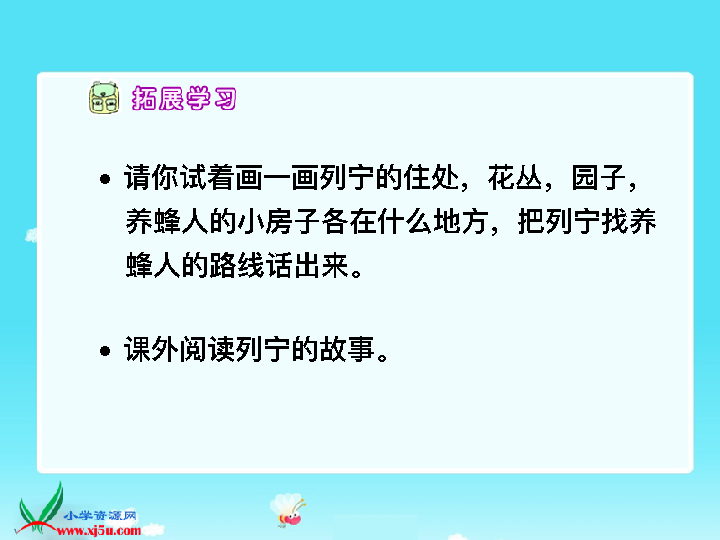 拓展学习
• 请你试着画一画列宁的住处，花丛，园子，
养蜂人的小房子各在什么地方，把列宁找养
蜂人的路线话出来。
• 课外阅读列宁的故事。
小学资源网
www.xj5u.com